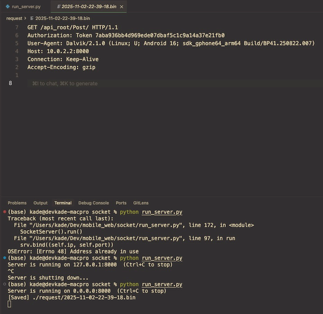 run_server.py
2025-11-02-22-39-18.bin ×
request > 2025-11-02-22-39-18.bin
GET /api_root/Post/ HTTP/1.1
6 Authorization: Token 7aba936bb4d969ede07dbaf5c1c9a14a37e21fb0
User-Agent: Dalvik/2.1.0 (Linux; U; Android 16; sdk_gphone64_arm64 Build/BP41.250822.007)
Host: 10.0.2.2:8000
Connection: Keep-Alive
Accept-Encoding: gzip
7
8 ⌘I to chat, ⌘K to generate
Problems Output Terminal Debug Console Ports GitLens
(base) kade@devkade-macpro socket % python run_server.py
Traceback (most recent call last):
File "/Users/kade/Dev/mobile_web/socket/run_server.py", line 172, in <module>
SocketServer().run()
File "/Users/kade/Dev/mobile_web/socket/run_server.py", line 97, in run
srv.bind((self.ip, self.port))
OSError: [Errno 48] Address already in use
(base) kade@devkade-macpro socket % python run_server.py
Server is running on 127.0.0.1:8000 (Ctrl+C to stop)
^C
Server is shutting down...
(base) kade@devkade-macpro socket % python run_server.py
Server is running on 0.0.0.0:8000 (Ctrl+C to stop)
[Saved] ./request/2025-11-02-22-39-18.bin